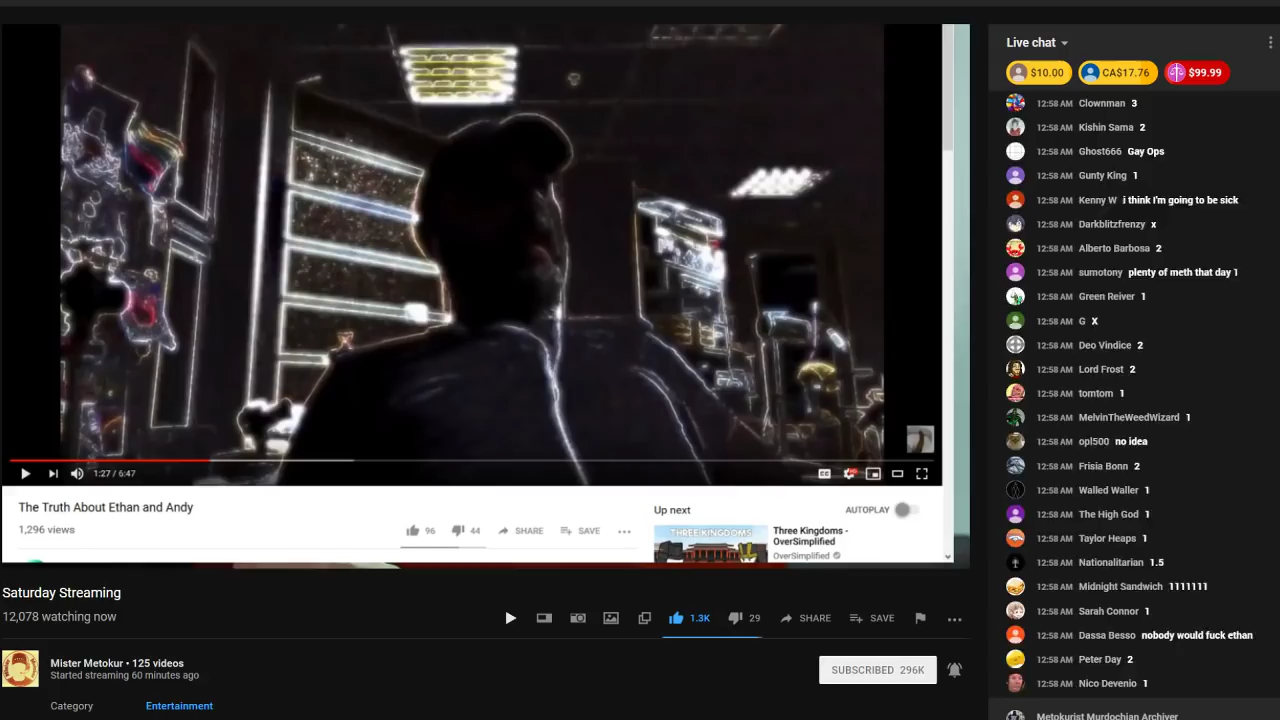 1:27 / 6:47
The Truth About Ethan and Andy
1,296 views
96
44
SHARE
SAVE
Up next
AUTOPLAY
THREE KINGDOMS
Three Kingdoms -
OverSimplified
OverSimplified
Saturday Streaming
12,078 watching now
1.3K
29
SHARE
SAVE
Mister Metokur • 125 videos
Started streaming 60 minutes ago
SUBSCRIBED 296K
Category
Entertainment
Live chat
$10.00
CA$17.76
$99.99
12:58 AM Clownman 3
12:58 AM Kishin Sama 2
12:58 AM Ghost666 Gay Ops
12:58 AM Gunty King 1
12:58 AM Kenny W i think I'm going to be sick
12:58 AM Darkblitzfrenzy x
12:58 AM Alberto Barbosa 2
12:58 AM sumotony plenty of meth that day 1
12:58 AM Green Reiver 1
12:58 AM G X
12:58 AM Deo Vindice 2
12:58 AM Lord Frost 2
12:58 AM tomtom 1
12:58 AM MelvinTheWeedWizard 1
12:58 AM opl500 no idea
12:58 AM Frisia Bonn 2
12:58 AM Walled Waller 1
12:58 AM The High God 1
12:58 AM Taylor Heaps 1
12:58 AM Nationalitarian 1.5
12:58 AM Midnight Sandwich 1111111
12:58 AM Sarah Connor 1
12:58 AM Dassa Besso nobody would fuck ethan
12:58 AM Peter Day 2
12:58 AM Nico Devenio 1
Metokurist Murdochian Archiver